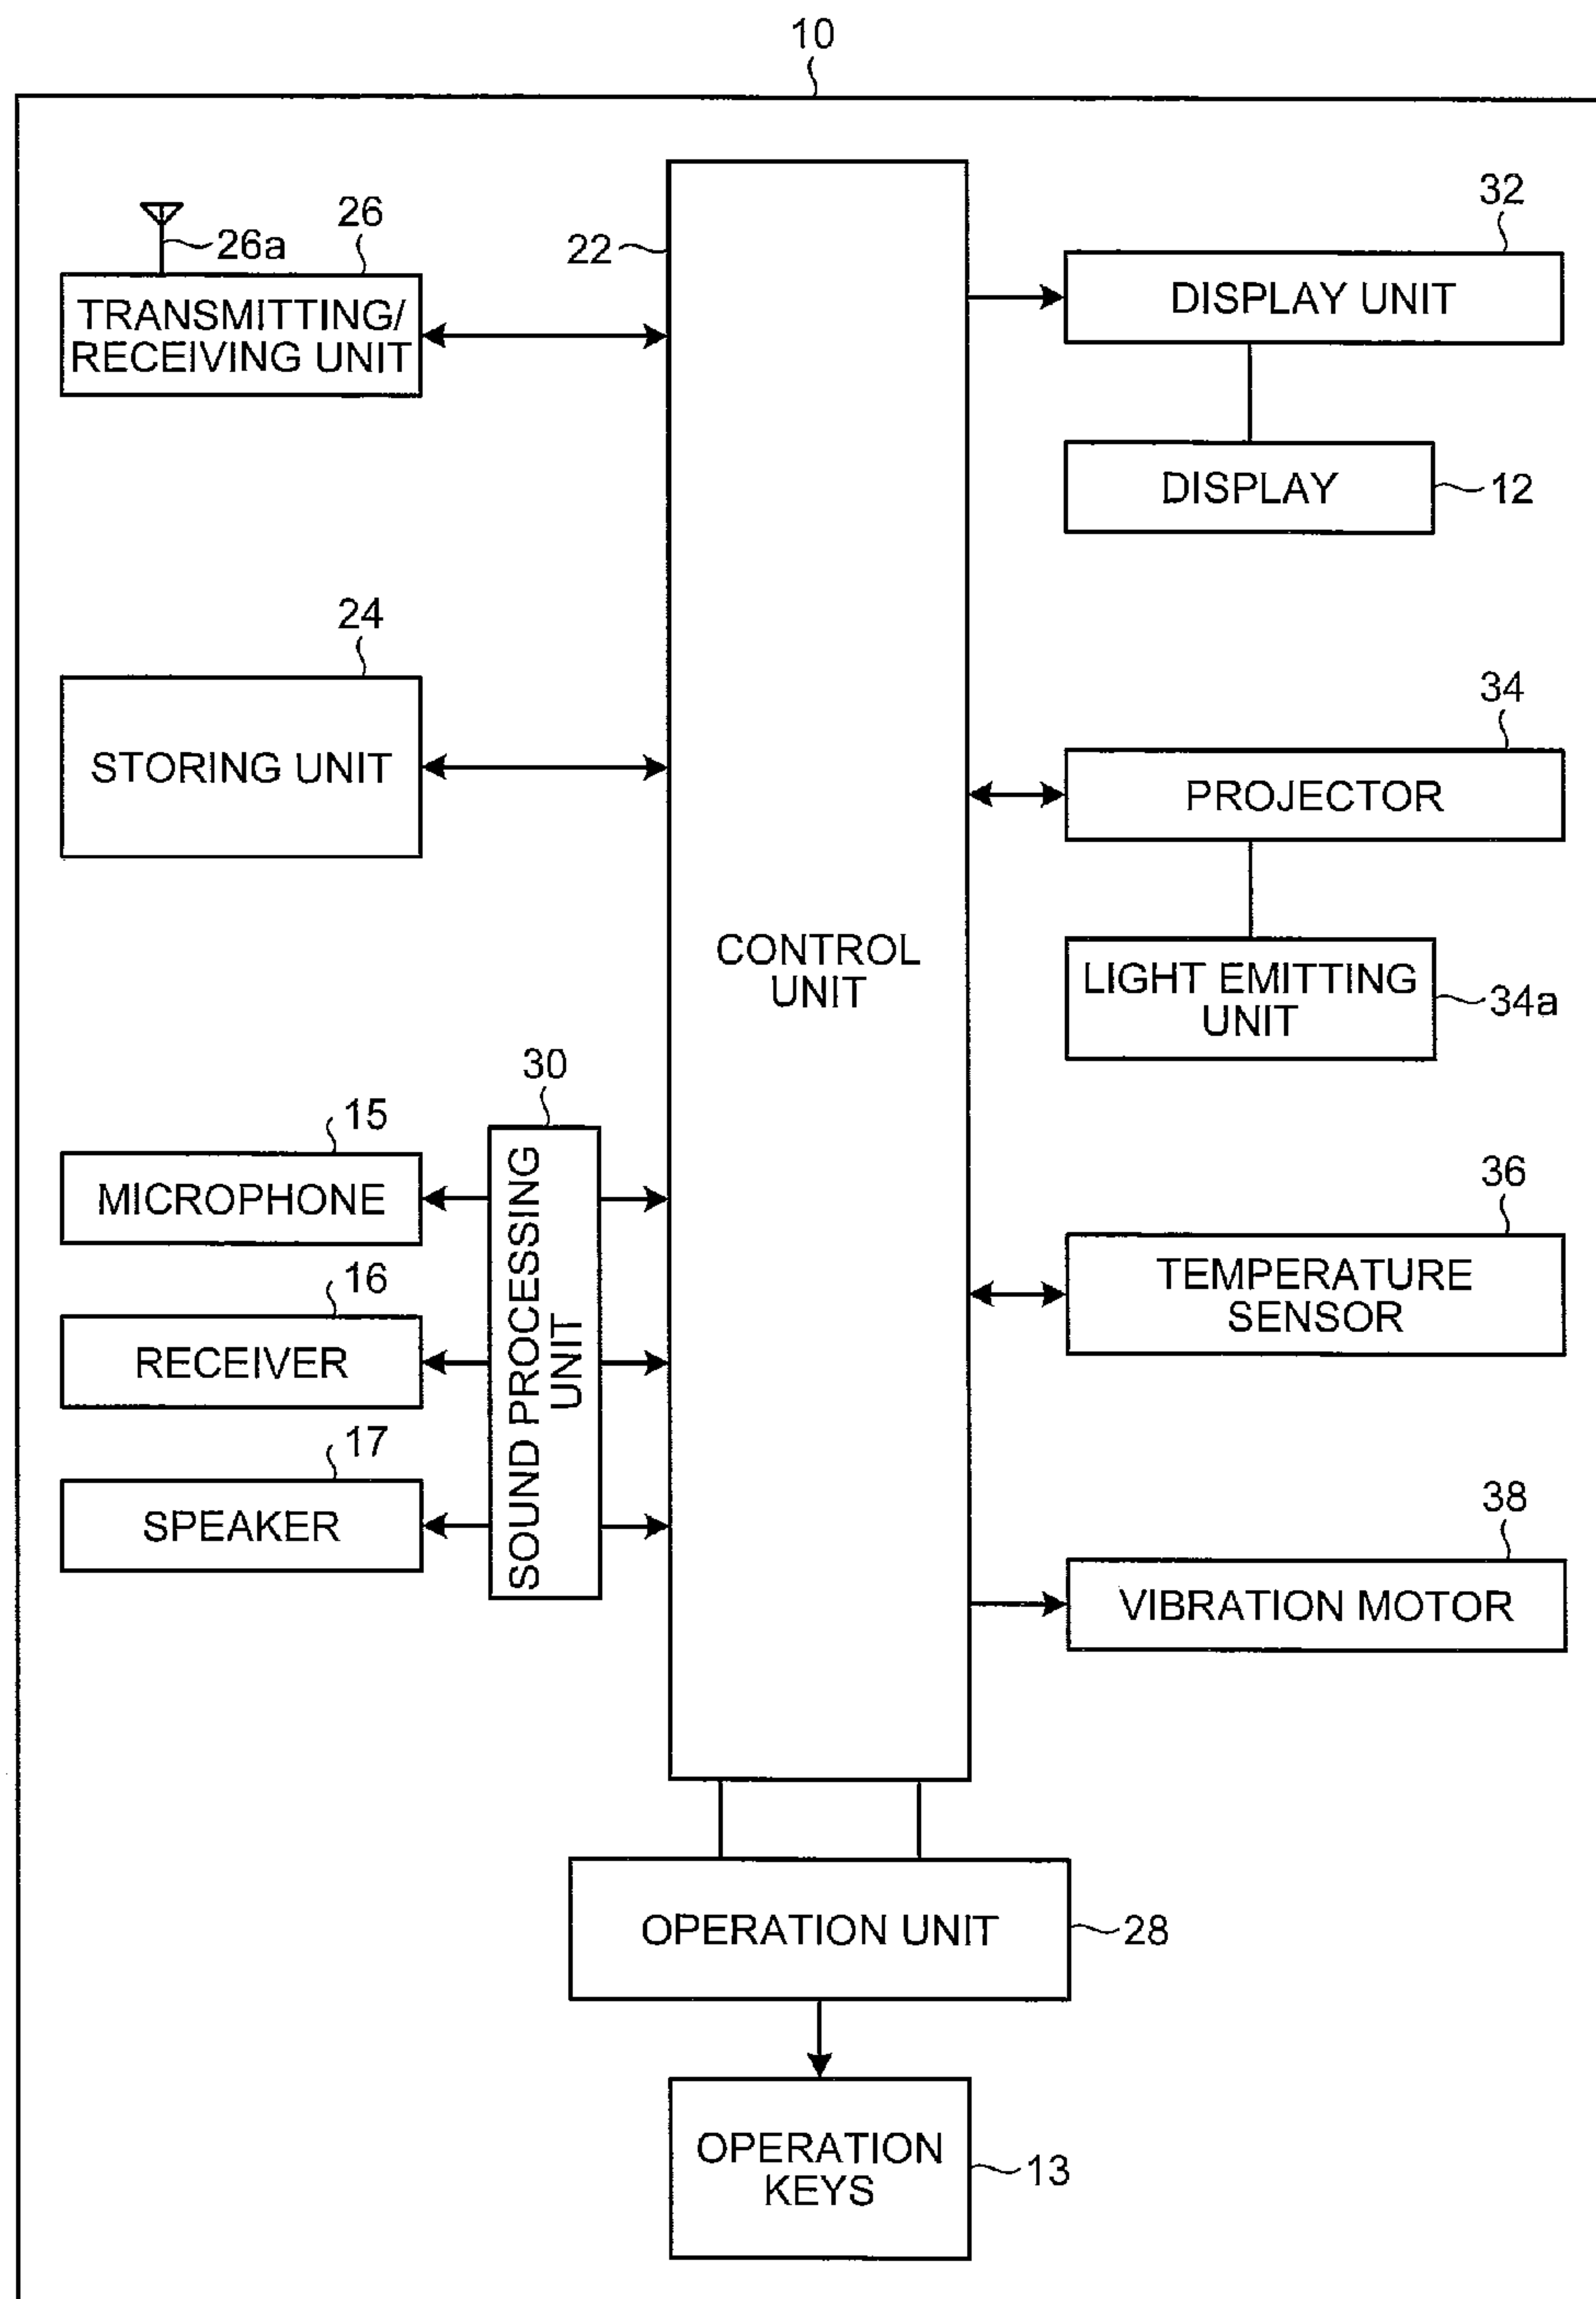 10
26
26a
TRANSMITTING/
RECEIVING UNIT
22
32
DISPLAY UNIT
DISPLAY
12
24
STORING UNIT
34
PROJECTOR
CONTROL
UNIT
LIGHT EMITTING
UNIT
34a
30
SOUND PROCESSING
UNIT
15
MICROPHONE
16
RECEIVER
17
SPEAKER
36
TEMPERATURE
SENSOR
38
VIBRATION MOTOR
OPERATION UNIT
28
OPERATION
KEYS
13